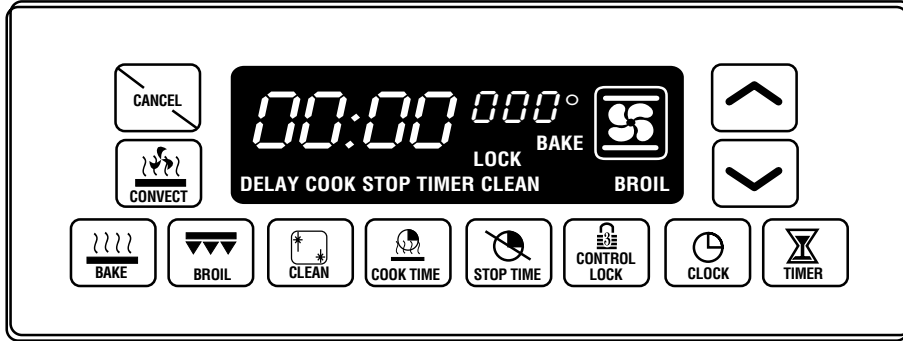 CANCEL
00:00 000°
BAKE
LOCK
DELAY COOK STOP TIMER CLEAN BROIL
CONVECT
BAKE
BROIL
CLEAN
COOK TIME
STOP TIME
3
CONTROL
LOCK
CLOCK
TIMER